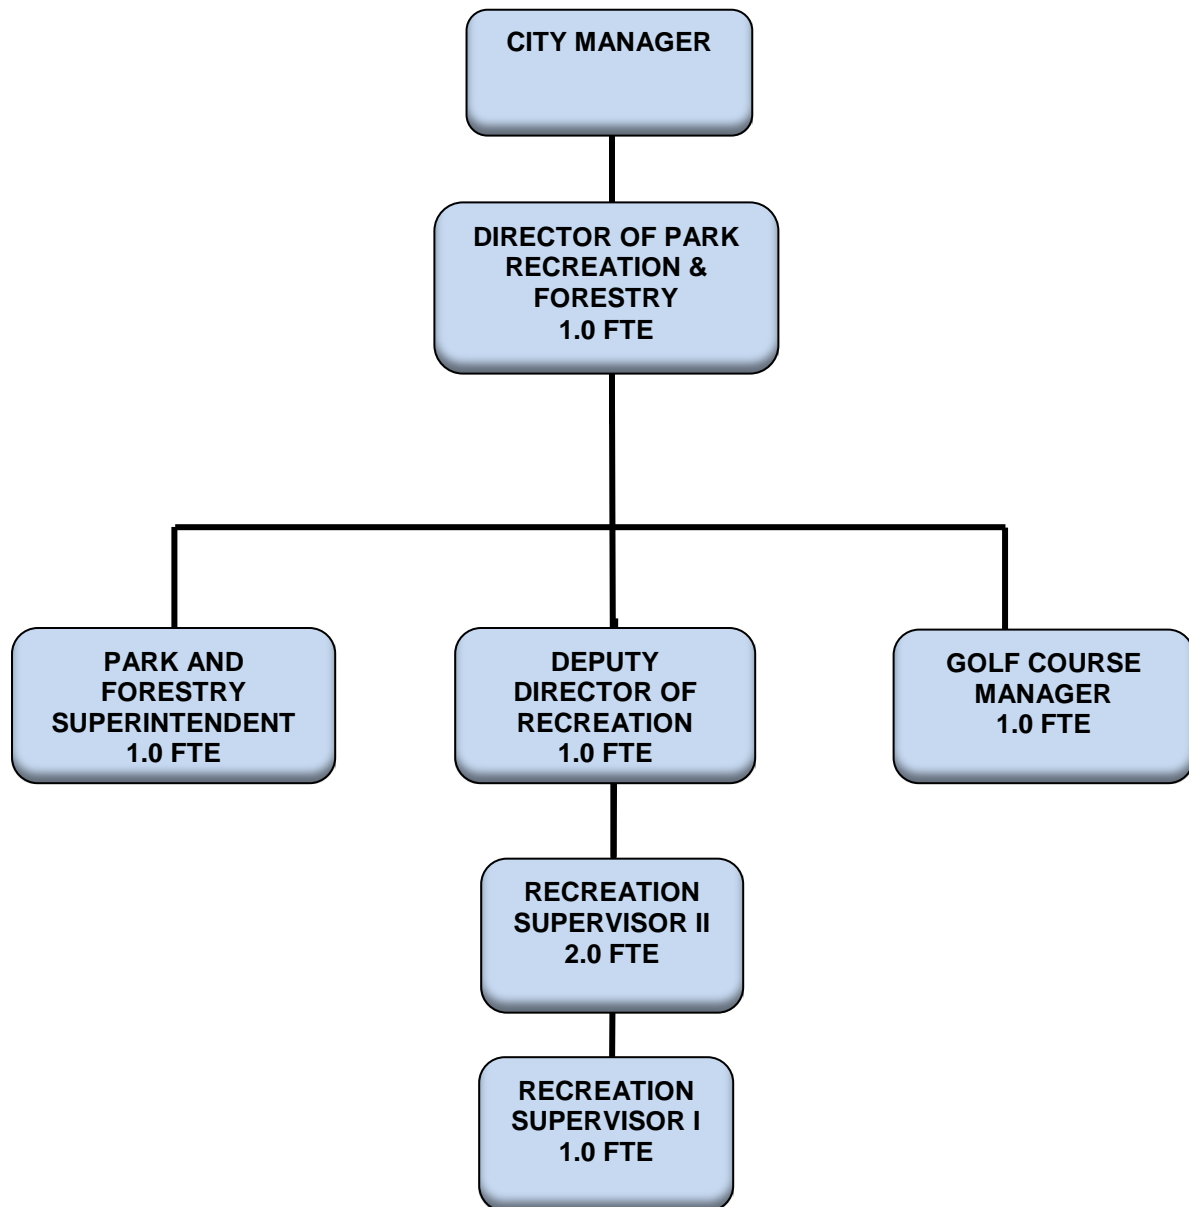 CITY MANAGER
DIRECTOR OF PARK
RECREATION &
FORESTRY
1.0 FTE
PARK AND
FORESTRY
SUPERINTENDENT
1.0 FTE
DEPUTY
DIRECTOR OF
RECREATION
1.0 FTE
GOLF COURSE
MANAGER
1.0 FTE
RECREATION
SUPERVISOR II
2.0 FTE
RECREATION
SUPERVISOR I
1.0 FTE